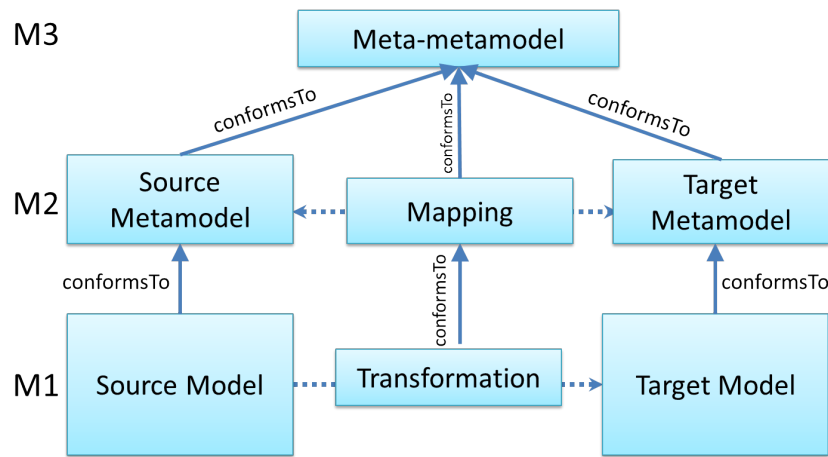 M3
Meta-metamodel
conformsTo
conformsTo
conformsTo
M2
Source
Metamodel
Mapping
Target
Metamodel
conformsTo
conformsTo
conformsTo
M1
Source Model
Transformation
Target Model